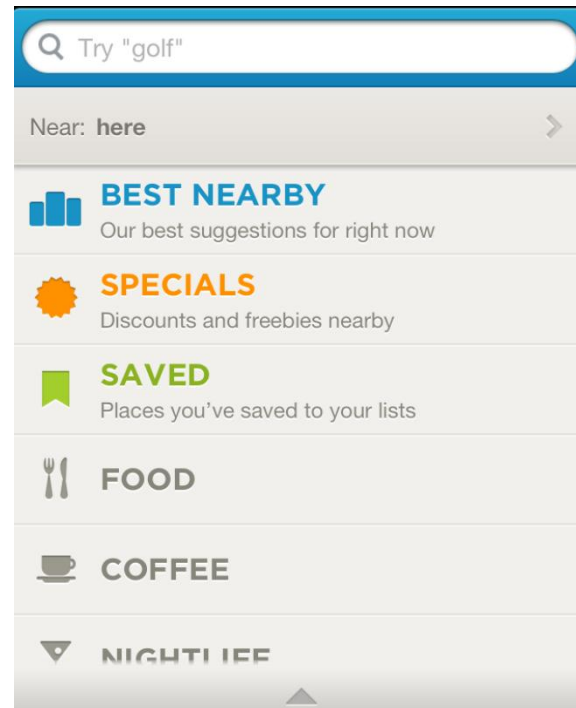 Try "golf"
Near: here
BEST NEARBY
Our best suggestions for right now
SPECIALS
Discounts and freebies nearby
SAVED
Places you've saved to your lists
FOOD
COFFEE
NIGHTLIFE